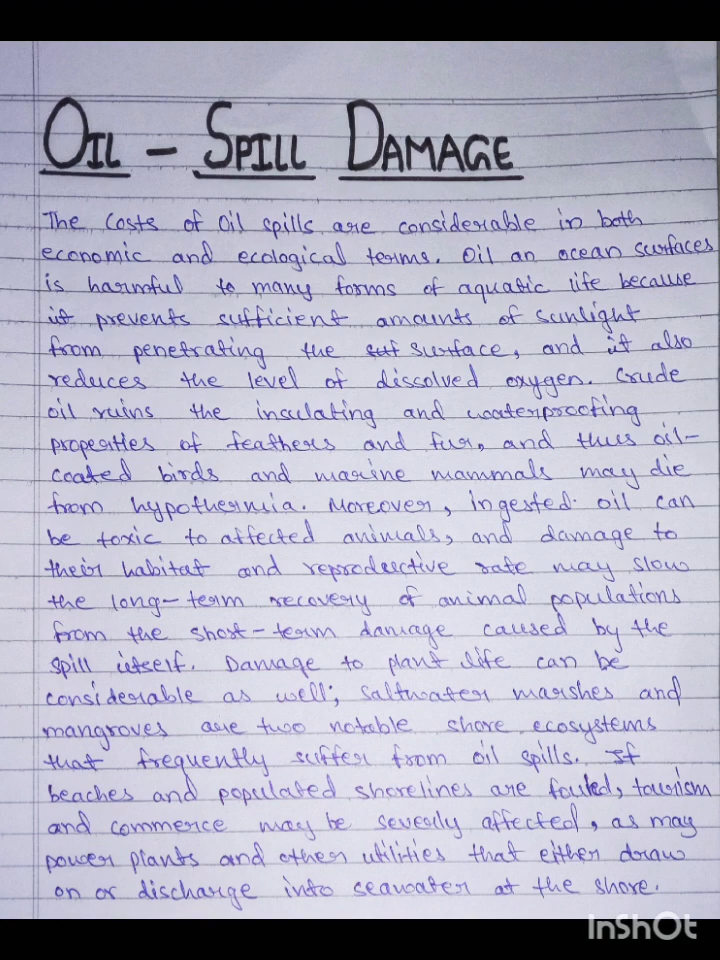 OIL - SPILL DAMAGE
The costs of oil spills are considerable in both
economic and ecological terms. Oil an ocean surfaces
is harmful to many forms of aquatic life because
it prevents sufficient amounts of sunlight
from penetrating the suf surface, and it also
reduces the level of dissolved oxygen. Crude
oil ruins the insulating and waterproofing
properties of feathers and fur, and thus oil-
coated birds and marine mammals may die
from hypothermia. Moreover, ingested oil can
be toxic to affected animals, and damage to
their habitat and reproductive rate may slow
the long-term recovery of animal populations
from the short-term damage caused by the
spill itself. Damage to plant life can be
considerable as well; saltwater marshes and
mangroves are two notable shore ecosystems
that frequently suffer from oil spills. If
beaches and populated shorelines are fouled, tourism
and commerce may be severly affected, as may
power plants and other utilities that either draw
on or discharge into seawater at the shore.
InShOt